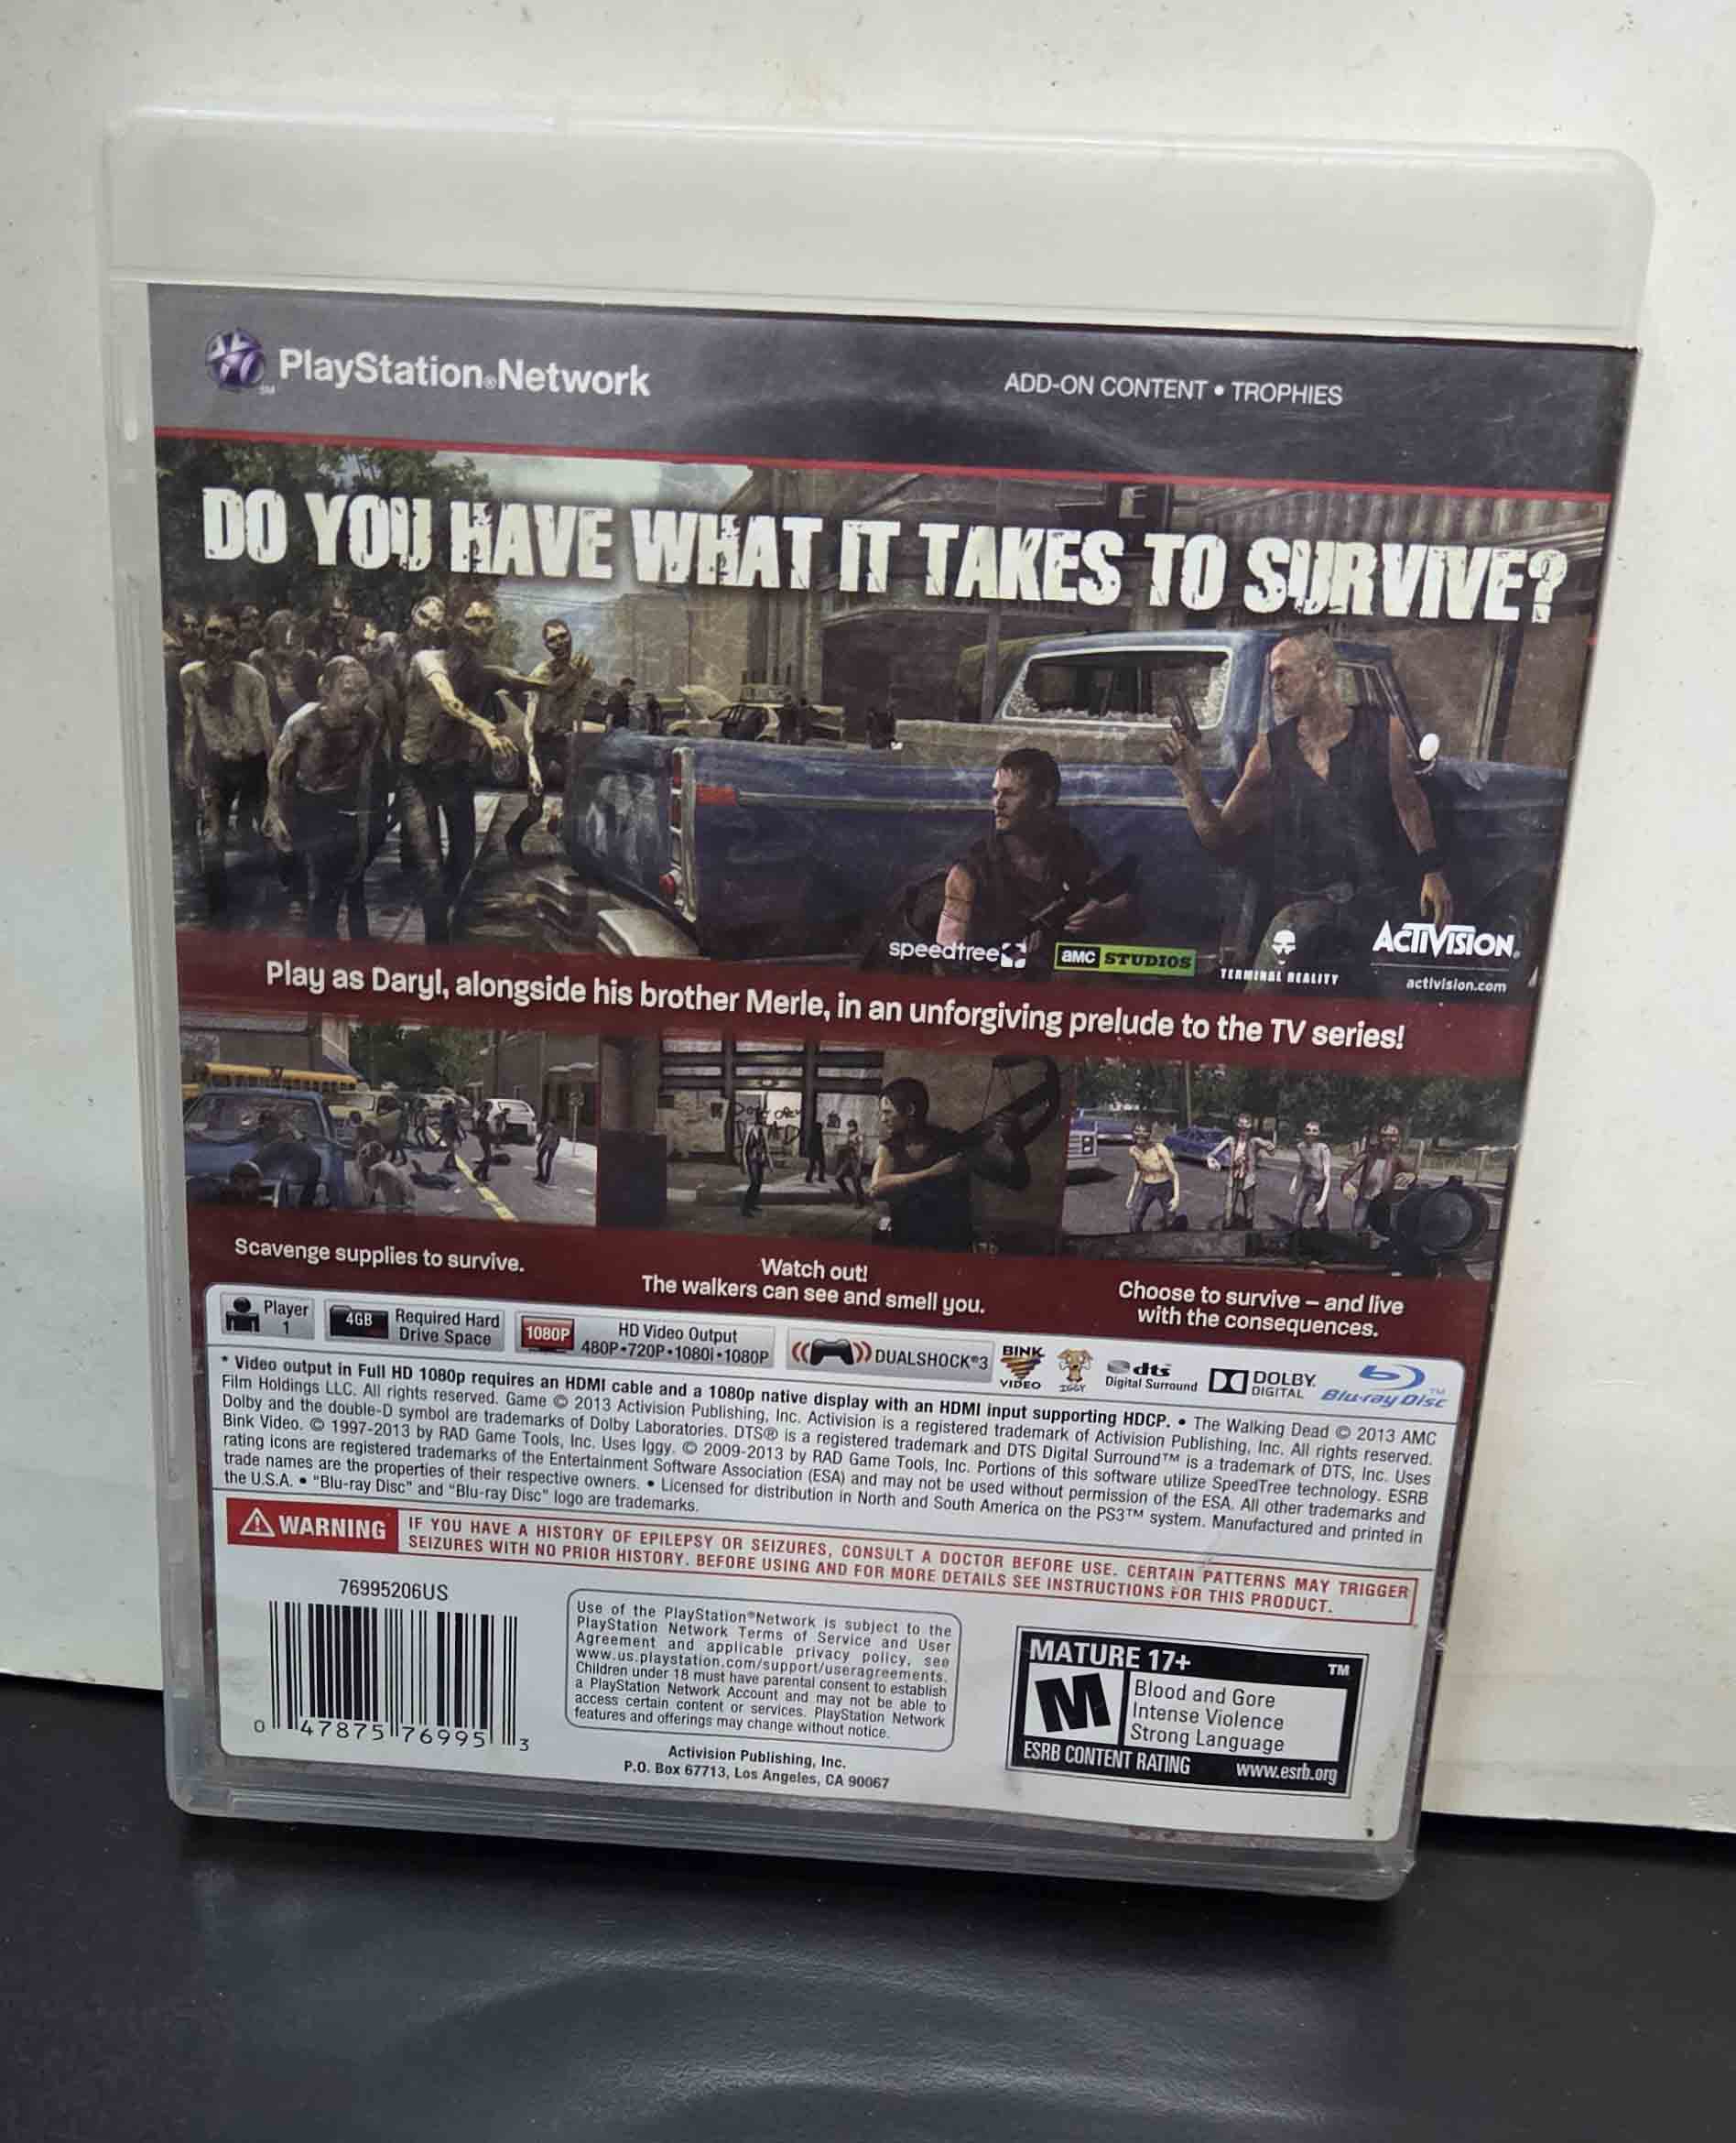 PlayStation®Network
SM
ADD-ON CONTENT • TROPHIES
DO YOU HAVE WHAT IT TAKES TO SURVIVE?
speedtree
aMC STUDIOS
TERMINAL REALITY
ACTIVISION®
activision.com
Play as Daryl, alongside his brother Merle, in an unforgiving prelude to the TV series!
Scavenge supplies to survive.
Watch out!
The walkers can see and smell you.
Choose to survive – and live
with the consequences.
Player
1
4GB
Required Hard
Drive Space
1080P
HD Video Output
480P•720P•1080i•1080P
DUALSHOCK®3
BINK
VIDEO
IGGY
dts
Digital Surround
DOLBY
DIGITAL
Blu-ray Disc™
* Video output in Full HD 1080p requires an HDMI cable and a 1080p native display with an HDMI input supporting HDCP. • The Walking Dead © 2013 AMC
Film Holdings LLC. All rights reserved. Game © 2013 Activision Publishing, Inc. Activision is a registered trademark of Activision Publishing, Inc. All rights reserved.
Dolby and the double-D symbol are trademarks of Dolby Laboratories. DTS® is a registered trademark and DTS Digital Surround™ is a trademark of DTS, Inc. Uses
Bink Video. © 1997-2013 by RAD Game Tools, Inc. Uses Iggy. © 2009-2013 by RAD Game Tools, Inc. Portions of this software utilize SpeedTree technology. ESRB
rating icons are registered trademarks of the Entertainment Software Association (ESA) and may not be used without permission of the ESA. All other trademarks and
trade names are the properties of their respective owners. • Licensed for distribution in North and South America on the PS3™ system. Manufactured and printed in
the U.S.A. • "Blu-ray Disc" and "Blu-ray Disc" logo are trademarks.
WARNING
IF YOU HAVE A HISTORY OF EPILEPSY OR SEIZURES, CONSULT A DOCTOR BEFORE USE. CERTAIN PATTERNS MAY TRIGGER
SEIZURES WITH NO PRIOR HISTORY. BEFORE USING AND FOR MORE DETAILS SEE INSTRUCTIONS FOR THIS PRODUCT.
76995206US
0 47875 76995 3
Use of the PlayStation®Network is subject to the
PlayStation Network Terms of Service and User
Agreement and applicable privacy policy, see
www.us.playstation.com/support/useragreements.
Children under 18 must have parental consent to establish
a PlayStation Network Account and may not be able to
access certain content or services. PlayStation Network
features and offerings may change without notice.
Activision Publishing, Inc.
P.O. Box 67713, Los Angeles, CA 90067
MATURE 17+
TM
M
Blood and Gore
Intense Violence
Strong Language
ESRB CONTENT RATING
www.esrb.org